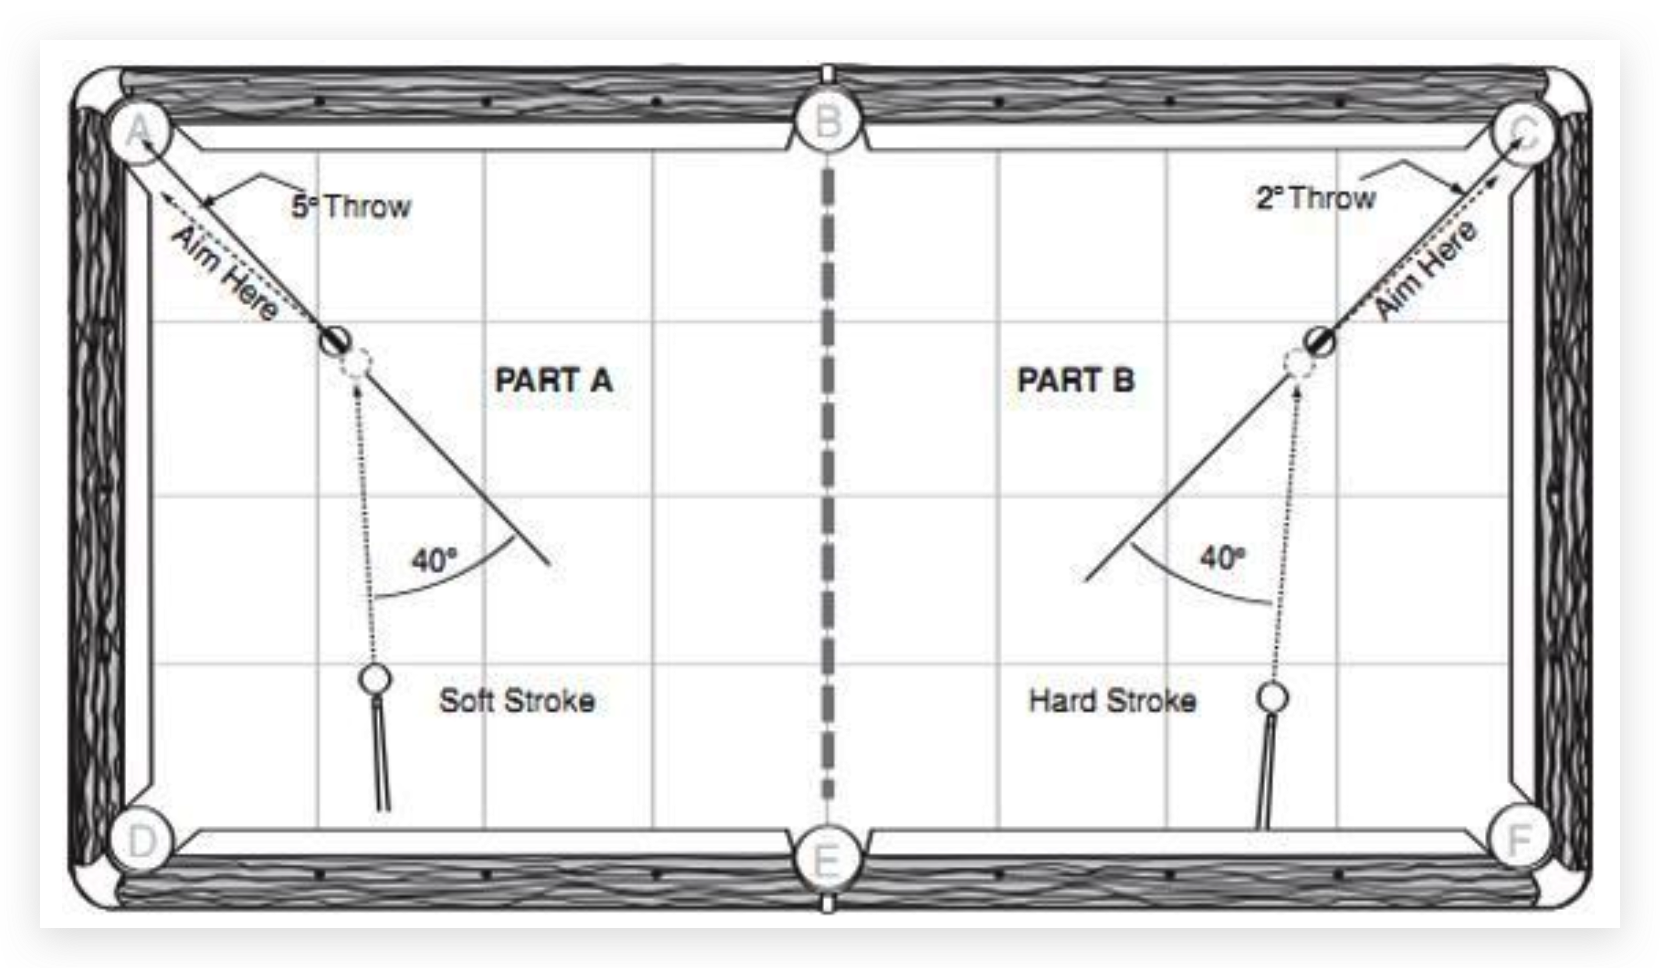 A
B
C
5° Throw
2° Throw
Aim Here
Aim Here
PART A
PART B
40°
40°
Soft Stroke
Hard Stroke
D
E
F